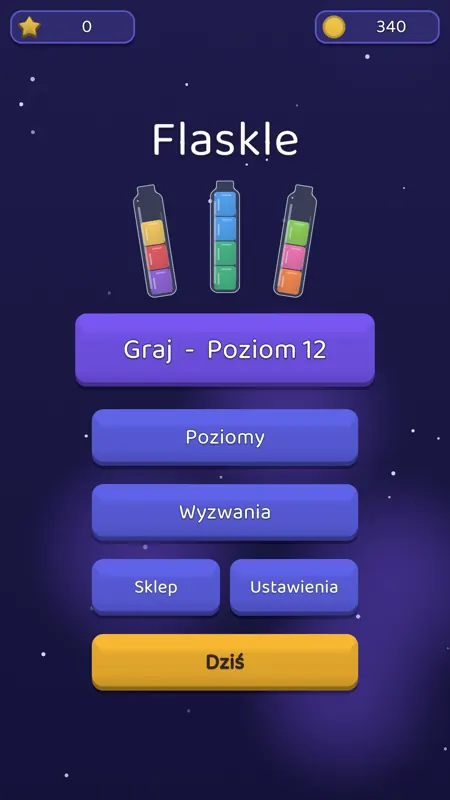 0
340
Flaskle
Graj - Poziom 12
Poziomy
Wyzwania
Sklep
Ustawienia
Dziś